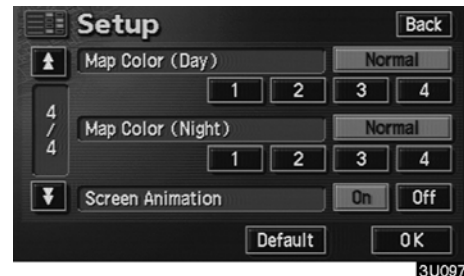 Setup Back
Map Color (Day) Normal
1 2 3 4
4/4
Map Color (Night) Normal
1 2 3 4
Screen Animation On Off
Default OK
3U097